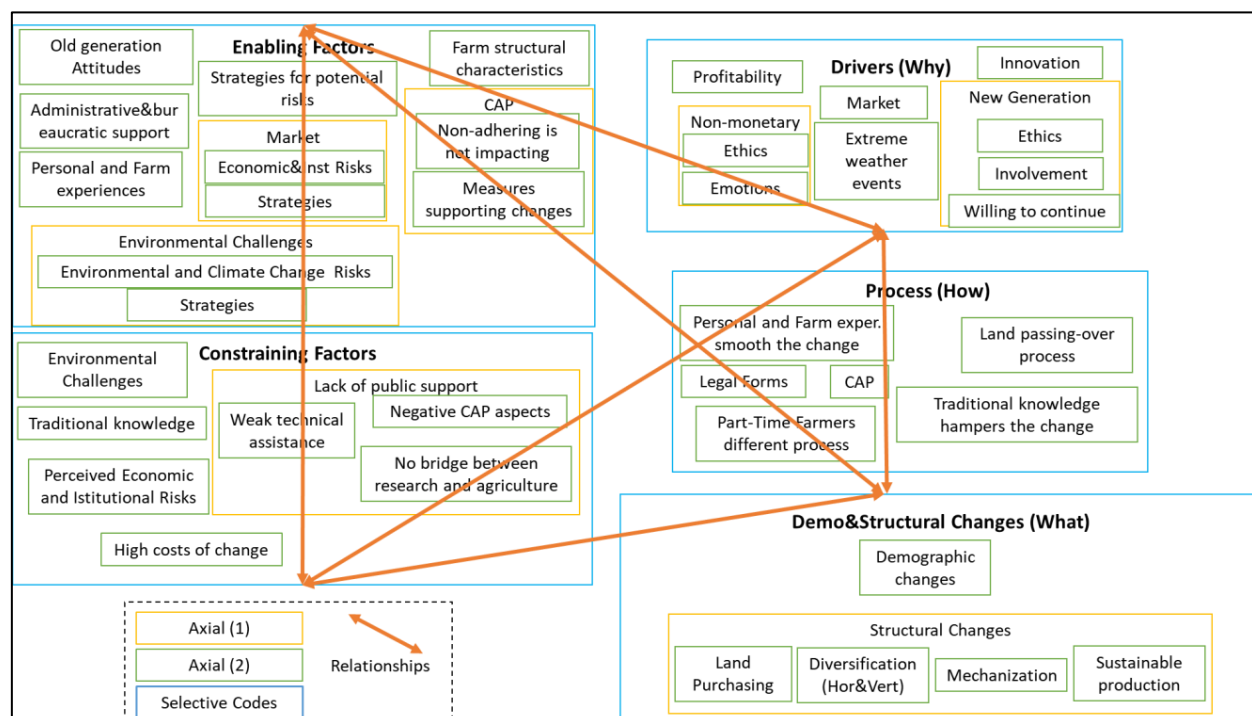 Enabling Factors
Old generation
Attitudes
Strategies for potential
risks
Farm structural
characteristics
Administrative&bur
eaucratic support
Personal and Farm
experiences
Market
Economic&Inst Risks
Strategies
CAP
Non-adhering is
not impacting
Measures
supporting changes
Environmental Challenges
Environmental and Climate Change Risks
Strategies
Constraining Factors
Environmental
Challenges
Traditional knowledge
Perceived Economic
and Istitutional Risks
High costs of change
Lack of public support
Weak technical
assistance
Negative CAP aspects
No bridge between
research and agriculture
Axial (1)
Axial (2)
Selective Codes
Relationships
Drivers (Why)
Profitability
Non-monetary
Ethics
Emotions
Market
Extreme
weather
events
Innovation
New Generation
Ethics
Involvement
Willing to continue
Process (How)
Personal and Farm exper.
smooth the change
Legal Forms
CAP
Part-Time Farmers
different process
Land passing-over
process
Traditional knowledge
hampers the change
Demo&Structural Changes (What)
Demographic
changes
Structural Changes
Land
Purchasing
Diversification
(Hor&Vert)
Mechanization
Sustainable
production